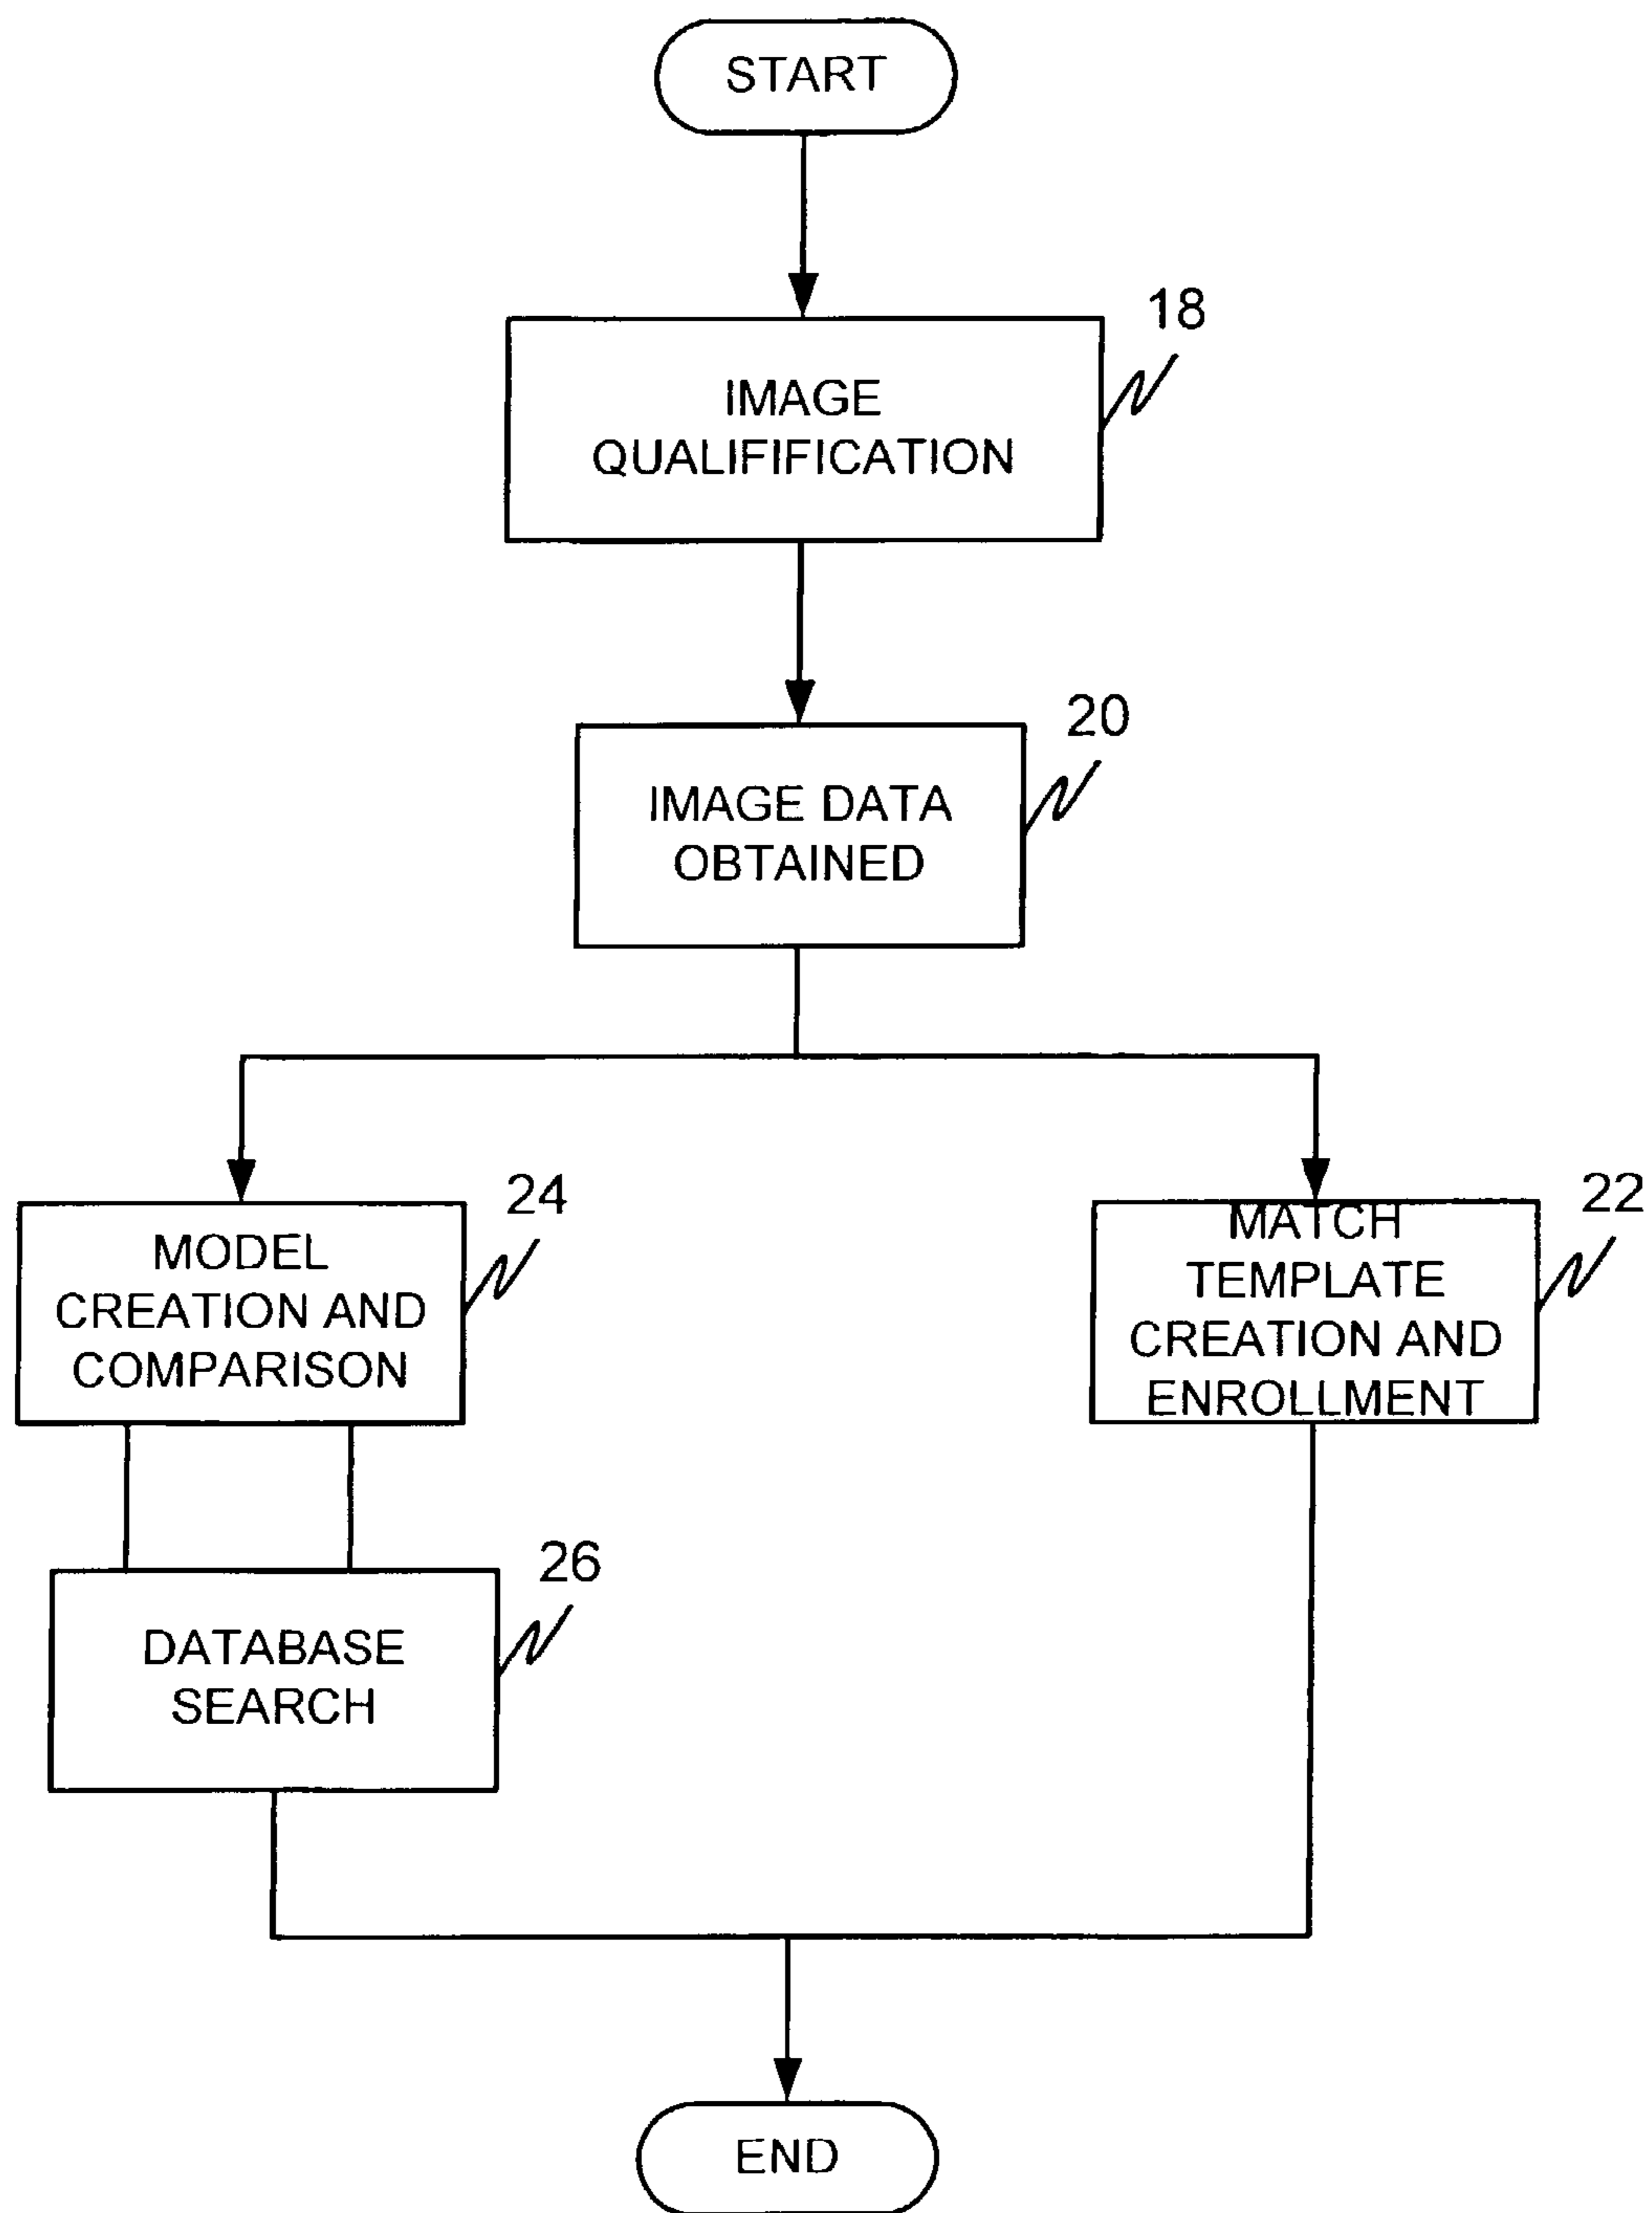 START
18
IMAGE
QUALIFIFICATION
20
IMAGE DATA
OBTAINED
24
MODEL
CREATION AND
COMPARISON
22
MATCH
TEMPLATE
CREATION AND
ENROLLMENT
26
DATABASE
SEARCH
END